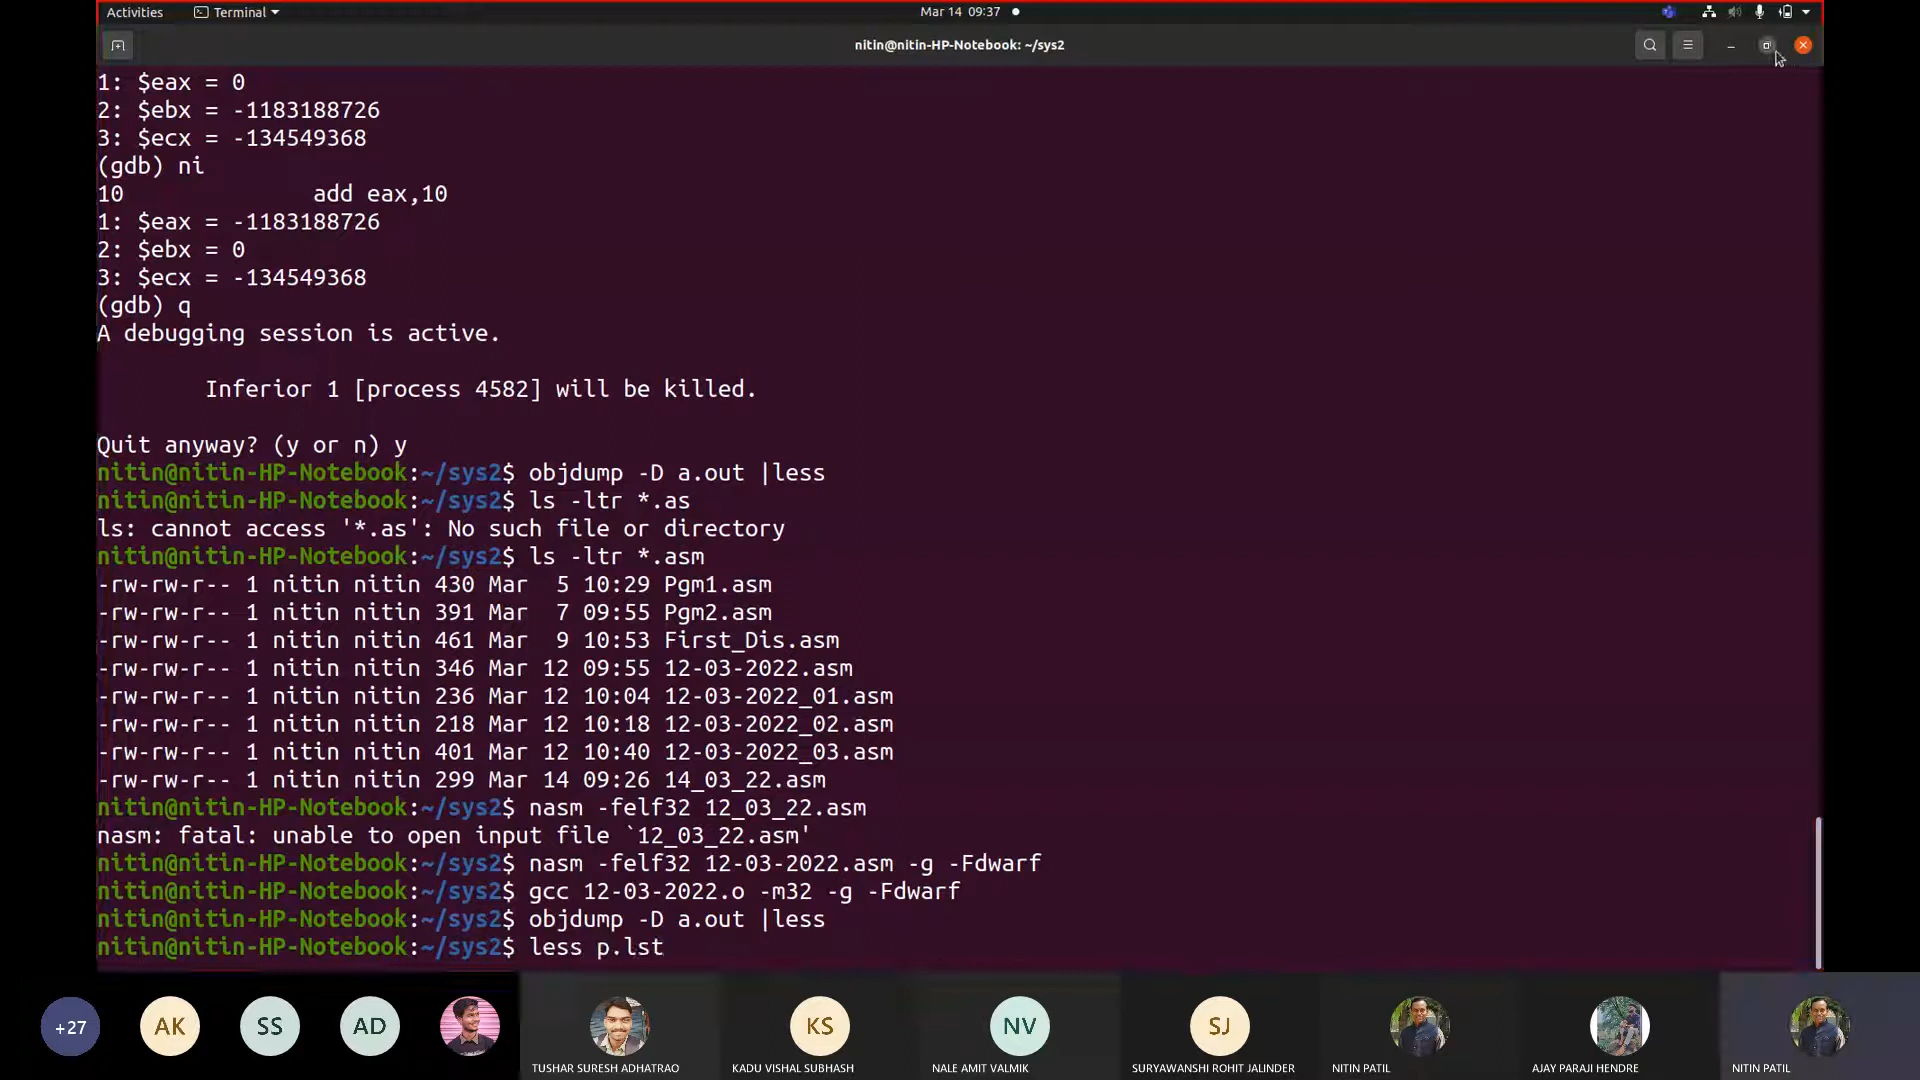 Activities Terminal Mar 14 09:37
nitin@nitin-HP-Notebook: ~/sys2
1: $eax = 0
2: $ebx = -1183188726
3: $ecx = -134549368
(gdb) ni
10 add eax,10
1: $eax = -1183188726
2: $ebx = 0
3: $ecx = -134549368
(gdb) q
A debugging session is active.
Inferior 1 [process 4582] will be killed.
Quit anyway? (y or n) y
nitin@nitin-HP-Notebook:~/sys2$ objdump -D a.out |less
nitin@nitin-HP-Notebook:~/sys2$ ls -ltr *.as
ls: cannot access '*.as': No such file or directory
nitin@nitin-HP-Notebook:~/sys2$ ls -ltr *.asm
-rw-rw-r-- 1 nitin nitin 430 Mar  5 10:29 Pgm1.asm
-rw-rw-r-- 1 nitin nitin 391 Mar  7 09:55 Pgm2.asm
-rw-rw-r-- 1 nitin nitin 461 Mar  9 10:53 First_Dis.asm
-rw-rw-r-- 1 nitin nitin 346 Mar 12 09:55 12-03-2022.asm
-rw-rw-r-- 1 nitin nitin 236 Mar 12 10:04 12-03-2022_01.asm
-rw-rw-r-- 1 nitin nitin 218 Mar 12 10:18 12-03-2022_02.asm
-rw-rw-r-- 1 nitin nitin 401 Mar 12 10:40 12-03-2022_03.asm
-rw-rw-r-- 1 nitin nitin 299 Mar 14 09:26 14_03_22.asm
nitin@nitin-HP-Notebook:~/sys2$ nasm -felf32 12_03_22.asm
nasm: fatal: unable to open input file `12_03_22.asm'
nitin@nitin-HP-Notebook:~/sys2$ nasm -felf32 12-03-2022.asm -g -Fdwarf
nitin@nitin-HP-Notebook:~/sys2$ gcc 12-03-2022.o -m32 -g -Fdwarf
nitin@nitin-HP-Notebook:~/sys2$ objdump -D a.out |less
nitin@nitin-HP-Notebook:~/sys2$ less p.lst
+27 AK SS AD KS NV SJ
TUSHAR SURESH ADHATRAO KADU VISHAL SUBHASH NALE AMIT VALMIK SURYAWANSHI ROHIT JALINDER NITIN PATIL AJAY PARAJI HENDRE NITIN PATIL